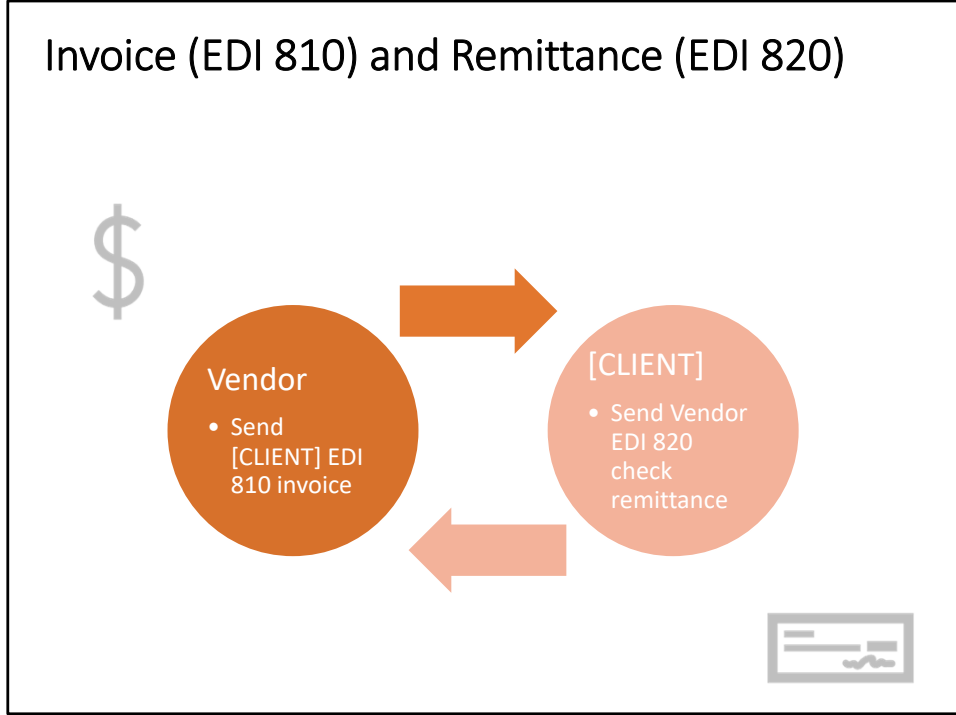 Invoice (EDI 810) and Remittance (EDI 820)
Vendor
• Send
[CLIENT] EDI
810 invoice
[CLIENT]
• Send Vendor
EDI 820
check
remittance